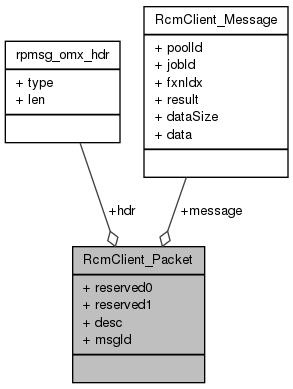 rpmsg_omx_hdr
+ type
+ len
RcmClient_Message
+ poolId
+ jobId
+ fxnIdx
+ result
+ dataSize
+ data
+hdr
+message
RcmClient_Packet
+ reserved0
+ reserved1
+ desc
+ msgId